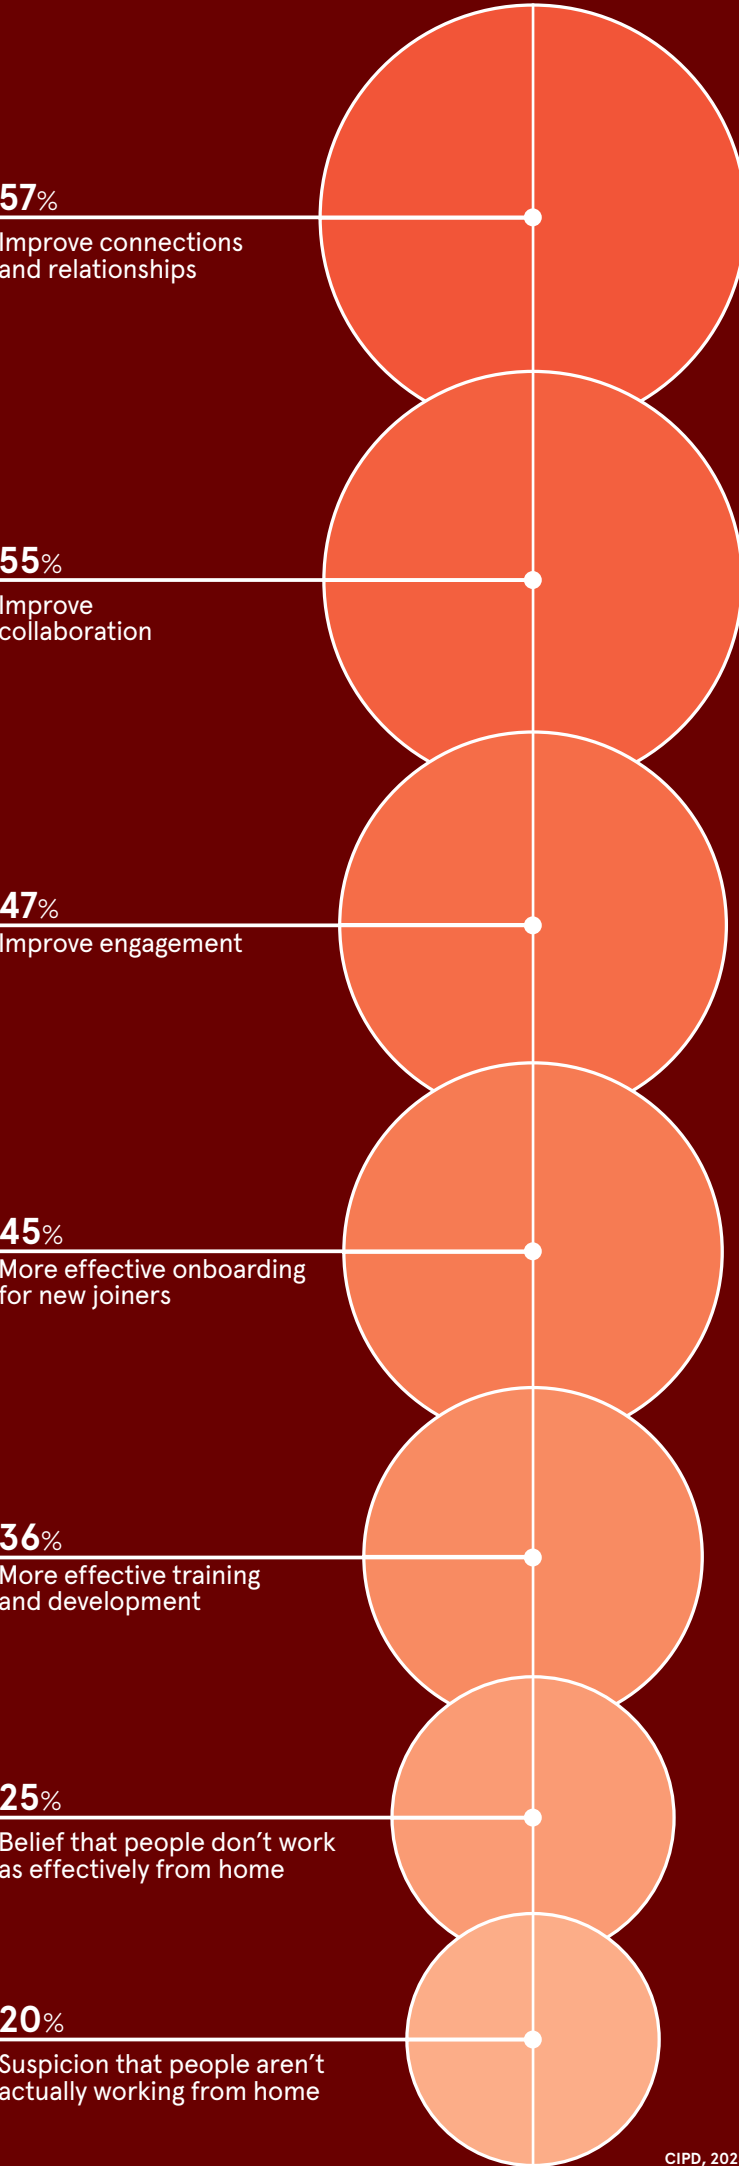 57%
Improve connections
and relationships
55%
Improve
collaboration
47%
Improve engagement
45%
More effective onboarding
for new joiners
36%
More effective training
and development
25%
Belief that people don’t work
as effectively from home
20%
Suspicion that people aren’t
actually working from home
CIPD, 202